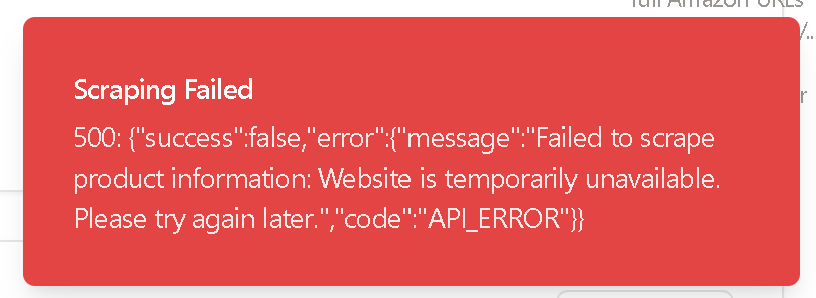 full Amazon URLs
/..
Scraping Failed
r
500: {"success":false,"error":{"message":"Failed to scrape
product information: Website is temporarily unavailable.
Please try again later.","code":"API_ERROR"}}